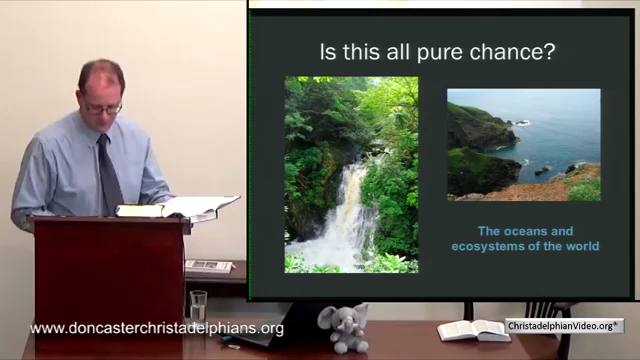 Is this all pure chance?
The oceans and
ecosystems of the world
www.doncasterchristadelphians.org
ChristadelphianVideo.org®